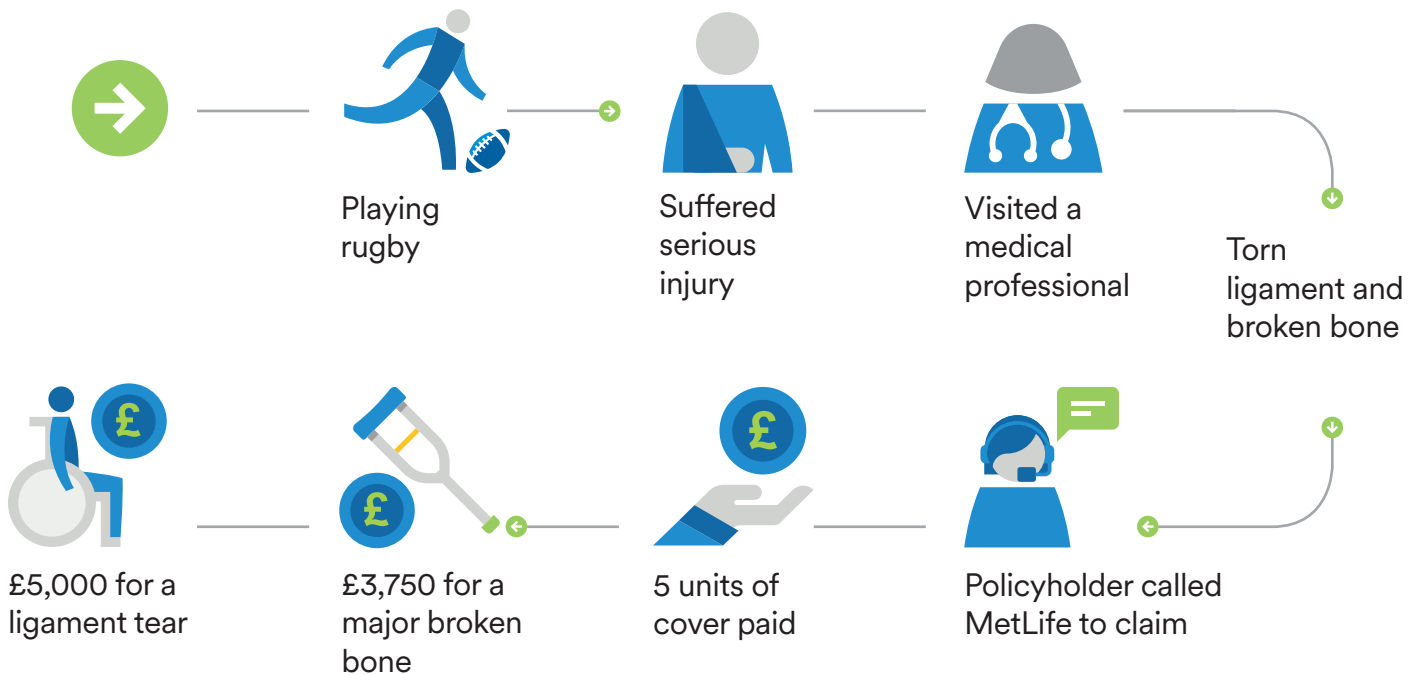 Playing
rugby
Suffered
serious
injury
Visited a
medical
professional
Torn
ligament and
broken bone
Policyholder called
MetLife to claim
£
5 units of
cover paid
£
£3,750 for a
major broken
bone
£
£5,000 for a
ligament tear